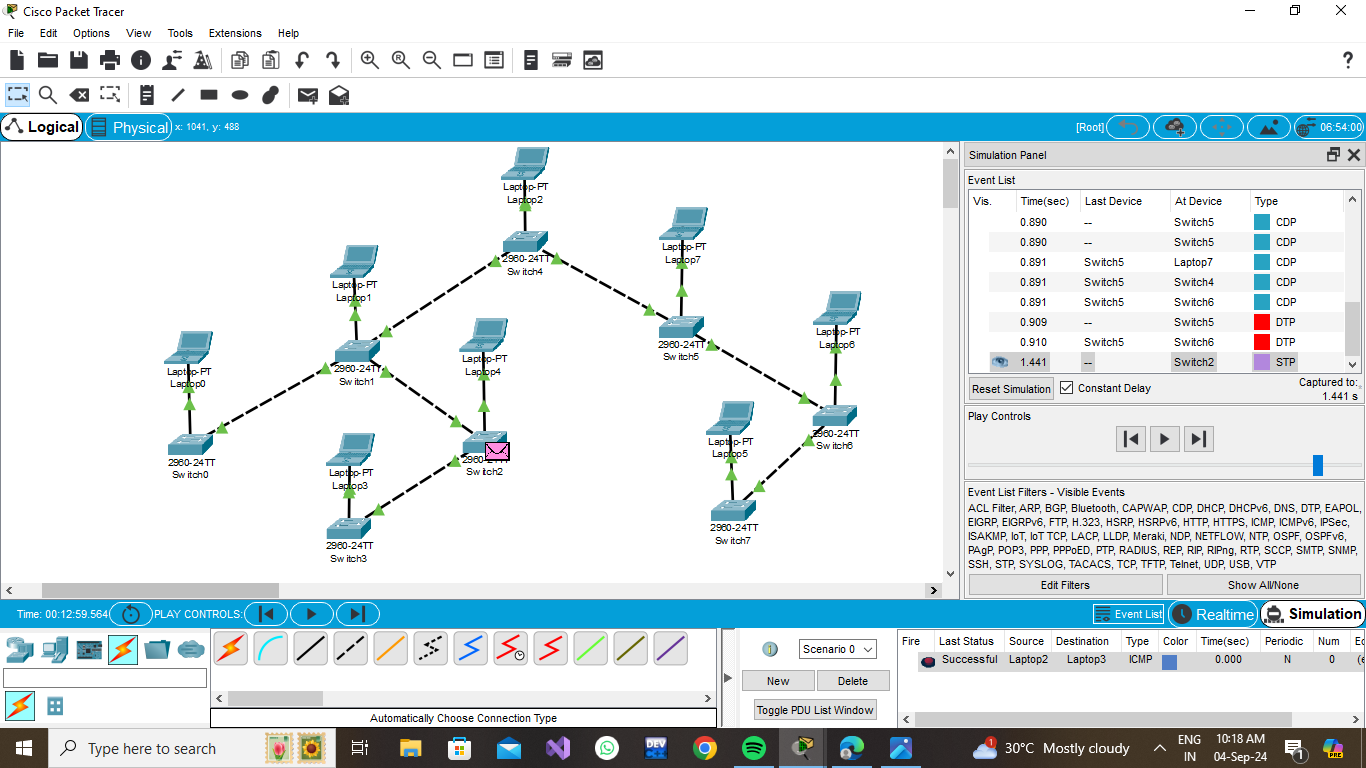 Cisco Packet Tracer
File Edit Options View Tools Extensions Help
Logical Physical x: 1041, y: 488 [Root] 06:54:00
Laptop-PT
Laptop2
2960-24TT
Switch4
Laptop-PT
Laptop7
2960-24TT
Switch5
Laptop-PT
Laptop1
2960-24TT
Switch1
Laptop-PT
Laptop6
2960-24TT
Switch6
Laptop-PT
Laptop4
2960-24TT
Switch2
Laptop-PT
Laptop0
2960-24TT
Switch0
Laptop-PT
Laptop5
2960-24TT
Switch7
Laptop-PT
Laptop3
2960-24TT
Switch3
Simulation Panel
Event List
Vis. Time(sec) Last Device At Device Type
0.890 -- Switch5 CDP
0.890 -- Switch5 CDP
0.891 Switch5 Laptop7 CDP
0.891 Switch5 Switch4 CDP
0.891 Switch5 Switch6 CDP
0.909 -- Switch5 DTP
0.910 Switch5 Switch6 DTP
1.441 -- Switch2 STP
Reset Simulation Constant Delay Captured to:
1.441 s
Play Controls
Event List Filters - Visible Events
ACL Filter, ARP, BGP, Bluetooth, CAPWAP, CDP, DHCP, DHCPv6, DNS, DTP, EAPOL,
EIGRP, EIGRPv6, FTP, H.323, HSRP, HSRPv6, HTTP, HTTPS, ICMP, ICMPv6, IPSec,
ISAKMP, IoT, IoT TCP, LACP, LLDP, Meraki, NDP, NETFLOW, NTP, OSPF, OSPFv6,
PAgP, POP3, PPP, PPPoED, PTP, RADIUS, REP, RIP, RIPng, RTP, SCCP, SMTP, SNMP,
SSH, STP, SYSLOG, TACACS, TCP, TFTP, Telnet, UDP, USB, VTP
Edit Filters Show All/None
Time: 00:12:59.564 PLAY CONTROLS: Event List Realtime Simulation
Automatically Choose Connection Type
Scenario 0
New Delete
Toggle PDU List Window
Fire Last Status Source Destination Type Color Time(sec) Periodic Num Ec
Successful Laptop2 Laptop3 ICMP 0.000 N 0 (e
Type here to search
DEV
30°C Mostly cloudy
ENG
IN
10:18 AM
04-Sep-24
1
PRE